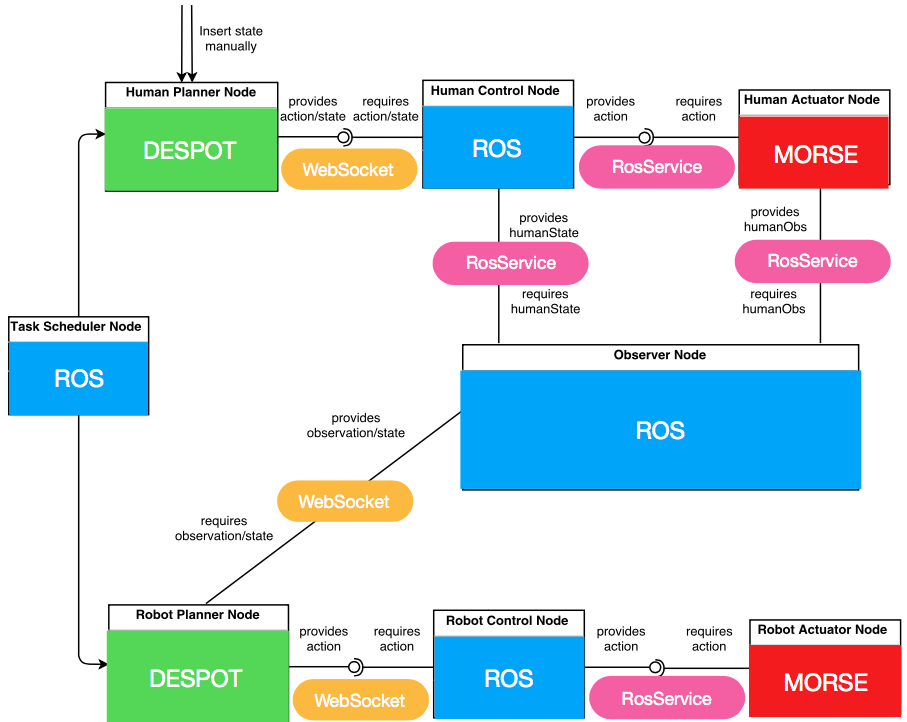 Insert state
manually
Human Planner Node
DESPOT
provides
action/state
requires
action/state
WebSocket
Human Control Node
ROS
provides
action
requires
action
RosService
Human Actuator Node
MORSE
provides
humanState
RosService
requires
humanState
provides
humanObs
RosService
requires
humanObs
Task Scheduler Node
ROS
Observer Node
ROS
provides
observation/state
WebSocket
requires
observation/state
Robot Planner Node
DESPOT
provides
action
requires
action
WebSocket
Robot Control Node
ROS
provides
action
requires
action
RosService
Robot Actuator Node
MORSE